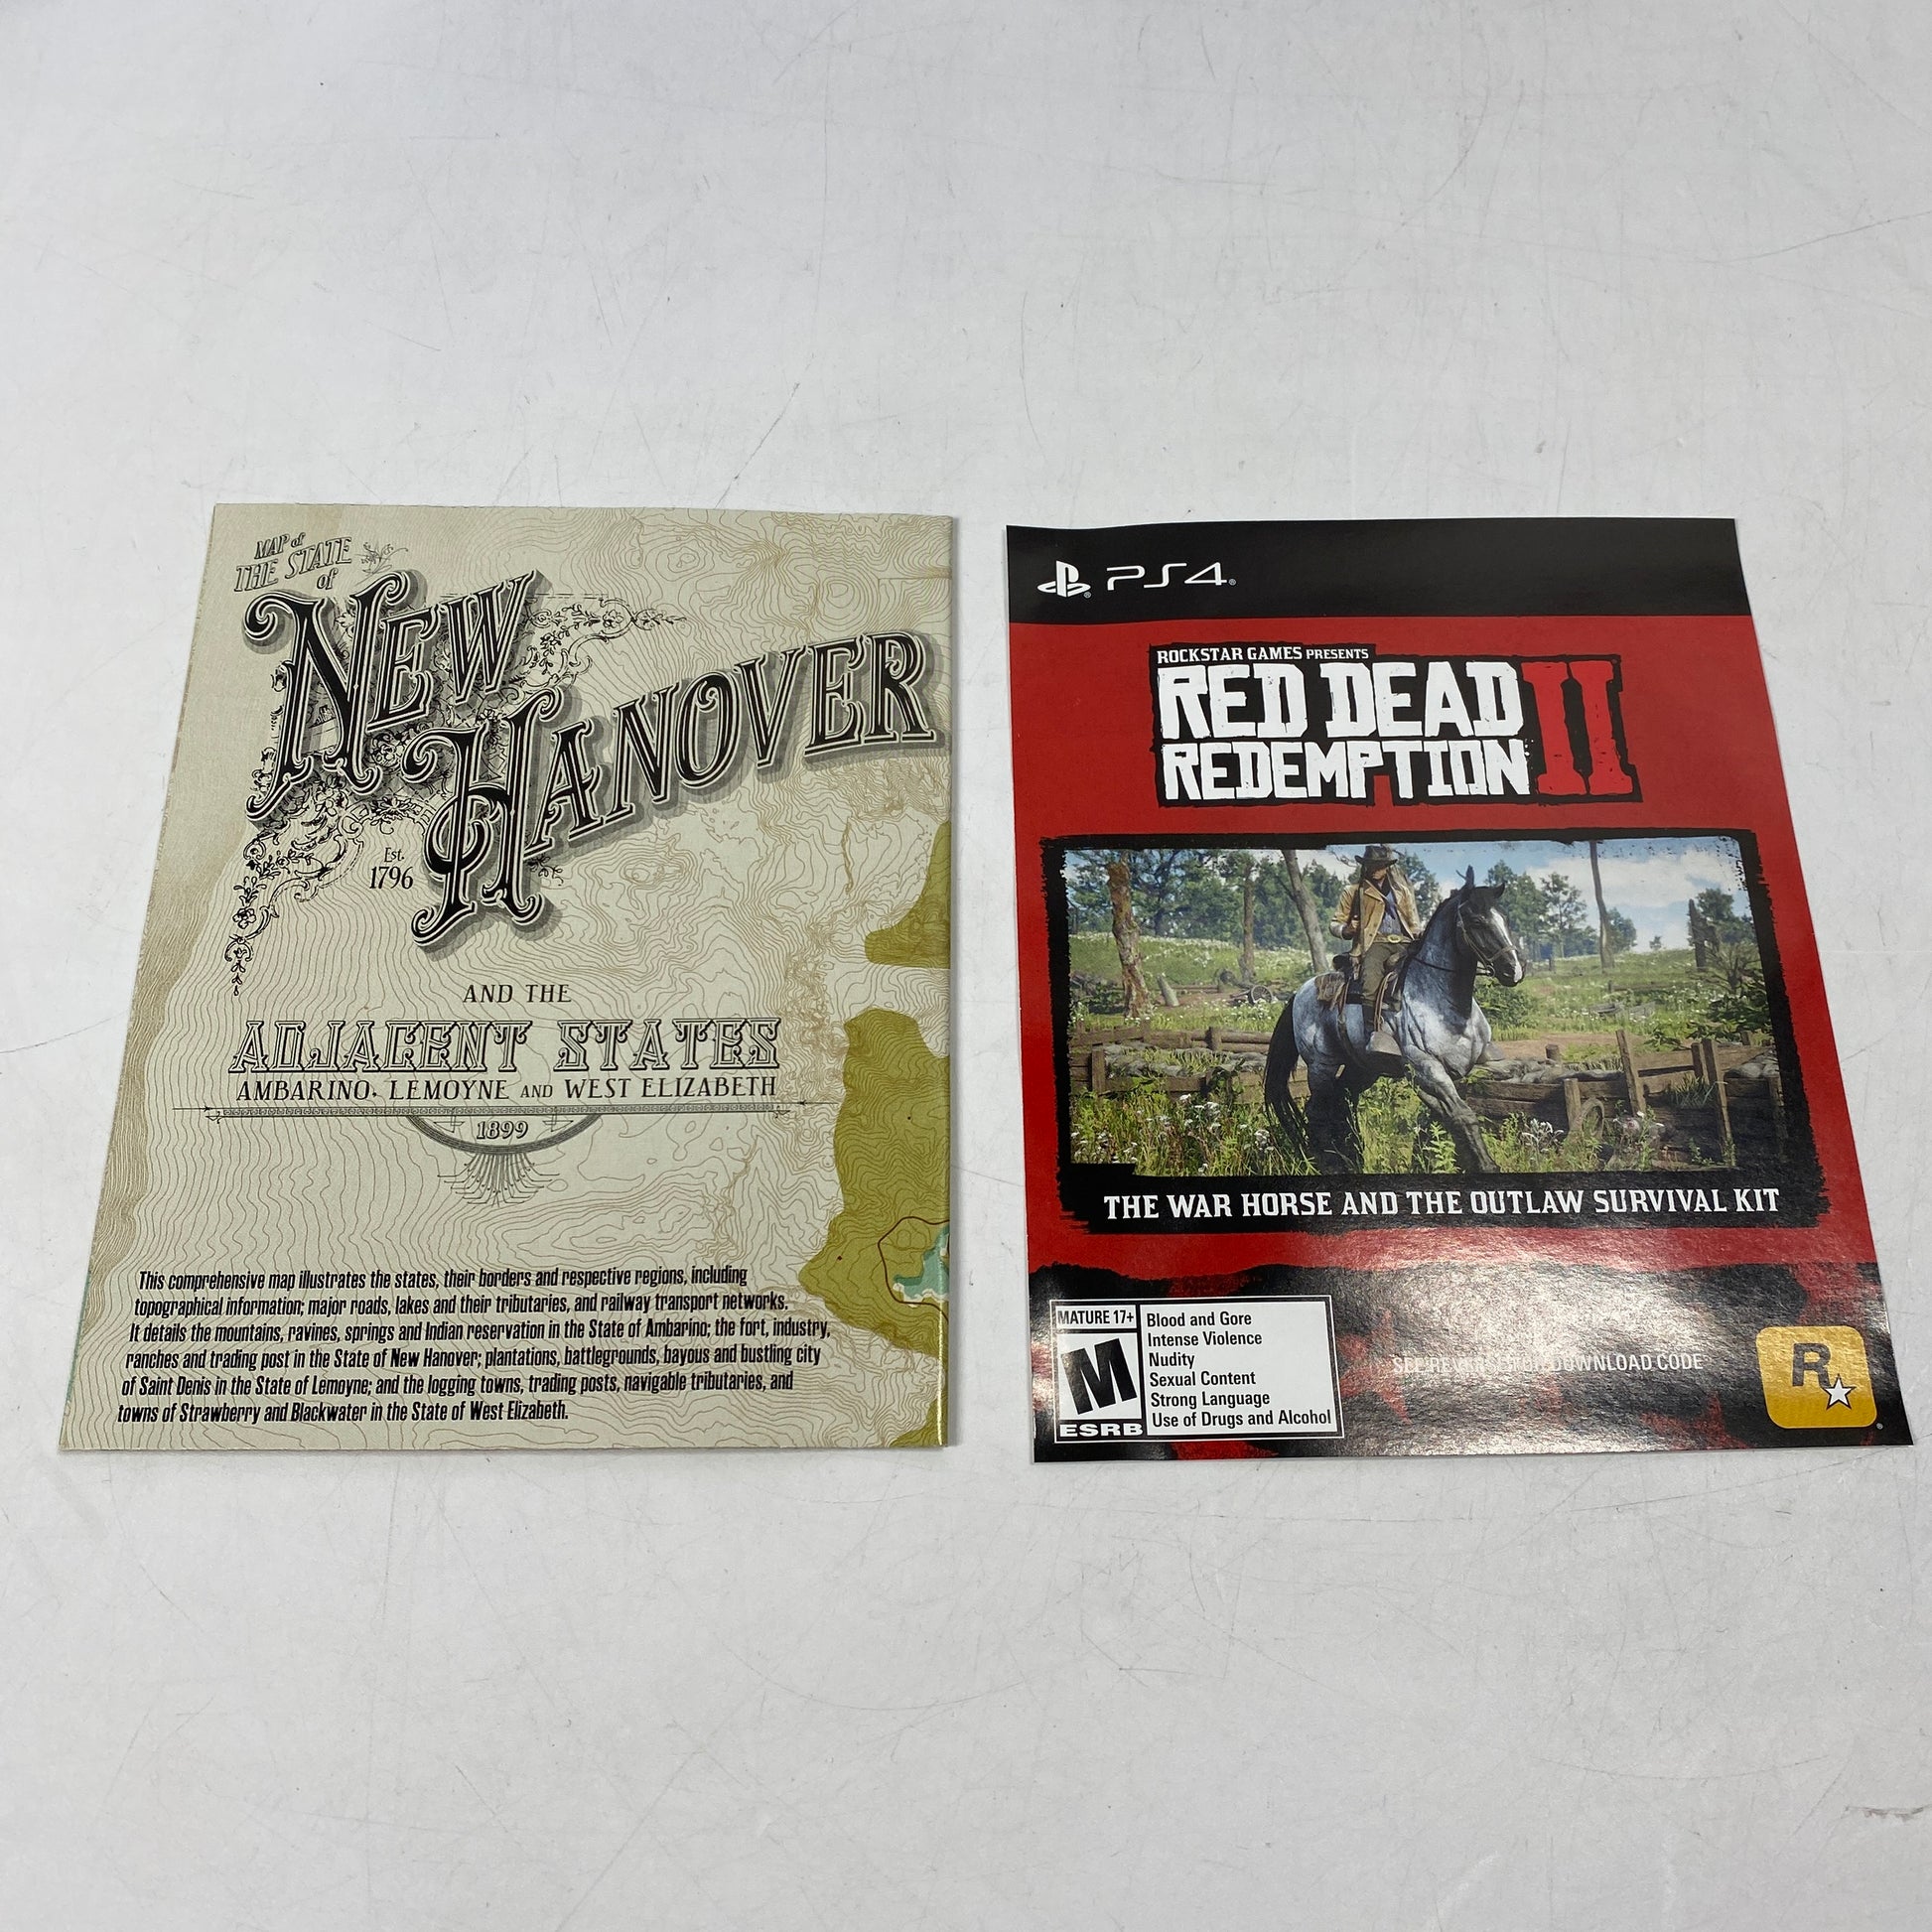 MAP of
THE STATE
of
NEW
HANOVER
Est.
1796
AND THE
ADJACENT STATES
AMBARINO, LEMOYNE AND WEST ELIZABETH
1899
This comprehensive map illustrates the states, their borders and respective regions, including
topographical information; major roads, lakes and their tributaries, and railway transport networks.
It details the mountains, ravines, springs and Indian reservation in the State of Ambarino; the fort, industry,
ranches and trading post in the State of New Hanover; plantations, battlegrounds, bayous and bustling city
of Saint Denis in the State of Lemoyne; and the logging towns, trading posts, navigable tributaries, and
towns of Strawberry and Blackwater in the State of West Elizabeth.
PS4
ROCKSTAR GAMES PRESENTS
RED DEAD
REDEMPTION II
THE WAR HORSE AND THE OUTLAW SURVIVAL KIT
MATURE 17+
M
ESRB
Blood and Gore
Intense Violence
Nudity
Sexual Content
Strong Language
Use of Drugs and Alcohol
SEE REVERSE FOR DOWNLOAD CODE
R